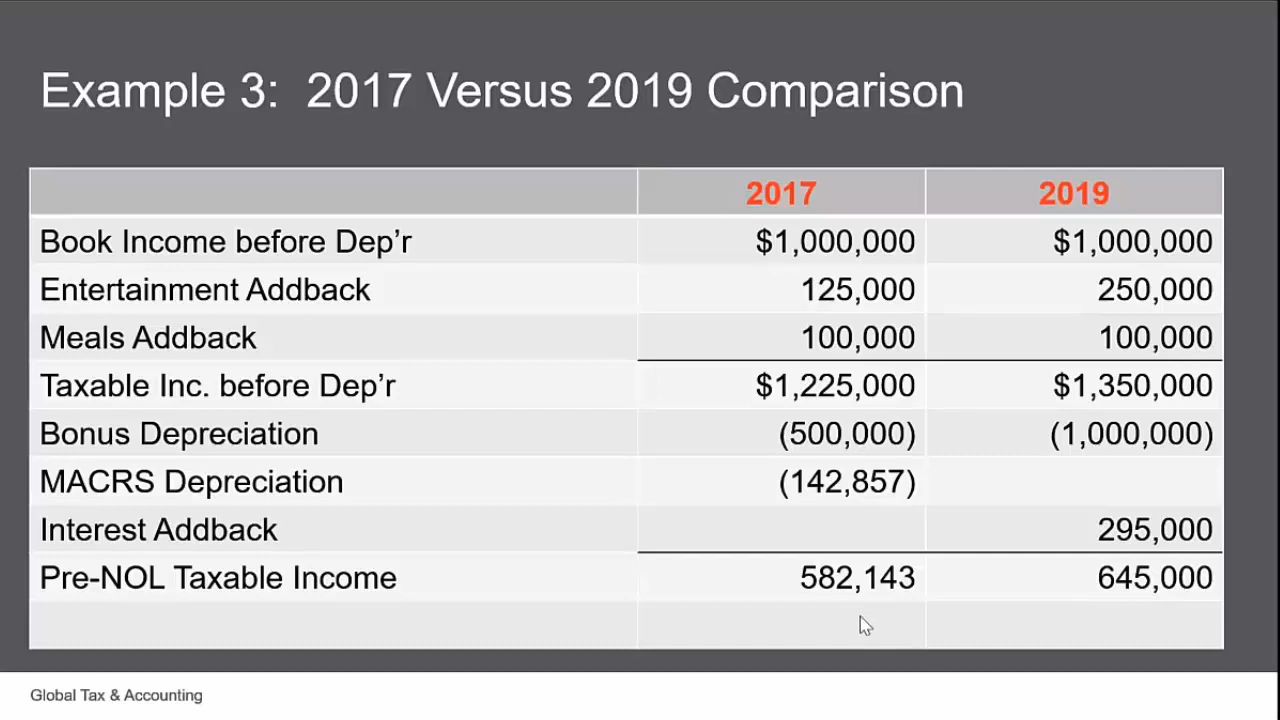 Example 3: 2017 Versus 2019 Comparison
2017 2019
Book Income before Dep’r $1,000,000 $1,000,000
Entertainment Addback 125,000 250,000
Meals Addback 100,000 100,000
Taxable Inc. before Dep’r $1,225,000 $1,350,000
Bonus Depreciation (500,000) (1,000,000)
MACRS Depreciation (142,857)
Interest Addback 295,000
Pre-NOL Taxable Income 582,143 645,000
Global Tax & Accounting